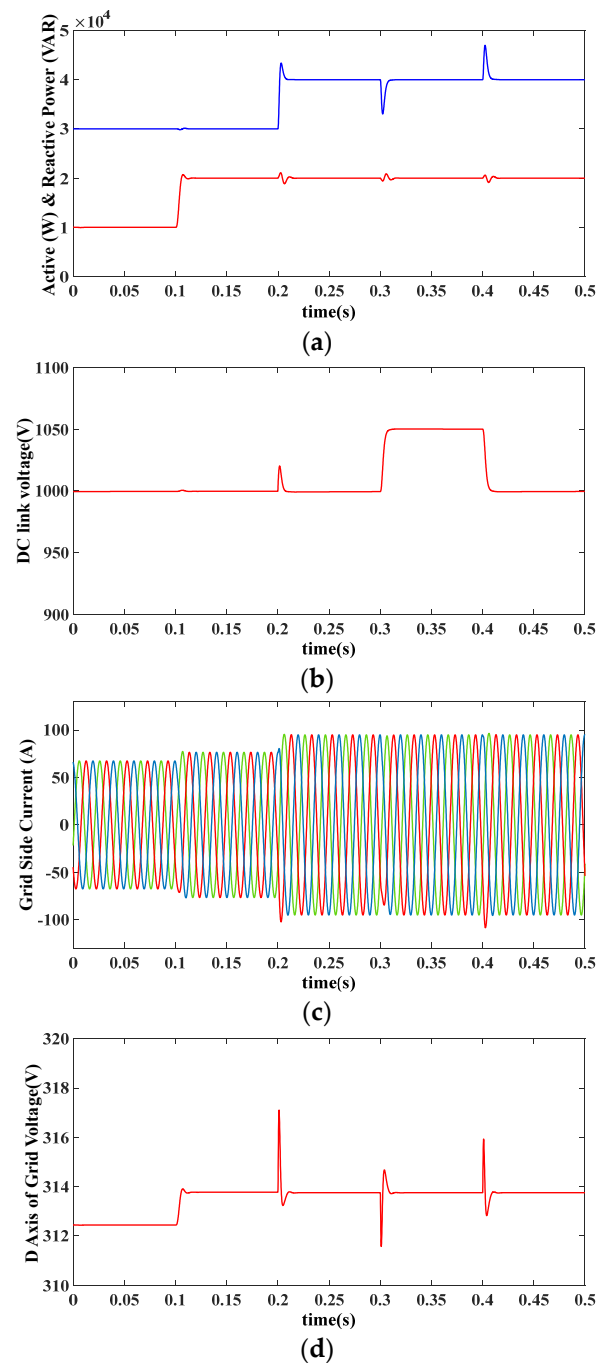 ×10⁴
Active (W) & Reactive Power (VAR)
5
4
3
2
1
0
0 0.05 0.1 0.15 0.2 0.25 0.3 0.35 0.4 0.45 0.5
time(s)
(a)
DC link voltage(V)
1100
1050
1000
950
900
0 0.05 0.1 0.15 0.2 0.25 0.3 0.35 0.4 0.45 0.5
time(s)
(b)
Grid Side Current (A)
100
50
0
-50
-100
0 0.05 0.1 0.15 0.2 0.25 0.3 0.35 0.4 0.45 0.5
time(s)
(c)
D Axis of Grid Voltage(V)
320
318
316
314
312
310
0 0.05 0.1 0.15 0.2 0.25 0.3 0.35 0.4 0.45 0.5
time(s)
(d)